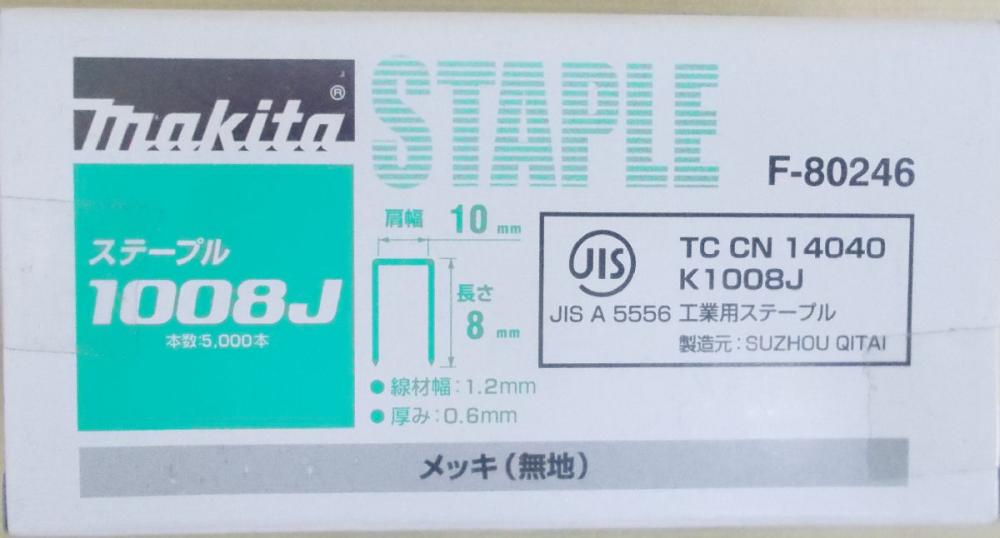 makita®
J
STAPLE
F-80246
ステープル
1008J
本数:5,000本
肩幅 10 mm
長さ
8 mm
● 線材幅:1.2mm
● 厚み:0.6mm
JIS
TC CN 14040
K1008J
JIS A 5556 工業用ステープル
製造元:SUZHOU QITAI
メッキ(無地)